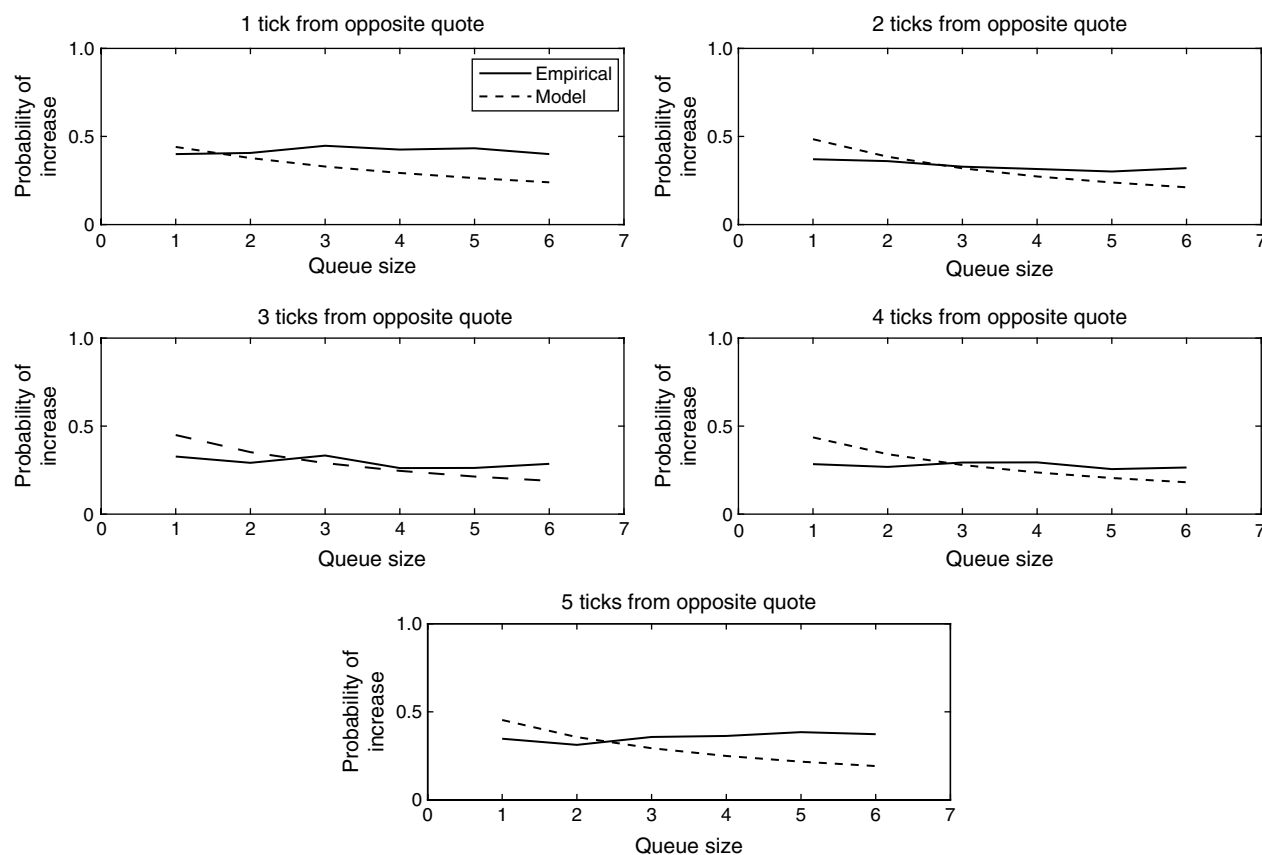 1 tick from opposite quote
1.0
0.5
0
Probability of
increase
Empirical
Model
0 1 2 3 4 5 6 7
Queue size
2 ticks from opposite quote
1.0
0.5
0
Probability of
increase
0 1 2 3 4 5 6 7
Queue size
3 ticks from opposite quote
1.0
0.5
0
Probability of
increase
0 1 2 3 4 5 6 7
Queue size
4 ticks from opposite quote
1.0
0.5
0
Probability of
increase
0 1 2 3 4 5 6 7
Queue size
5 ticks from opposite quote
1.0
0.5
0
Probability of
increase
0 1 2 3 4 5 6 7
Queue size